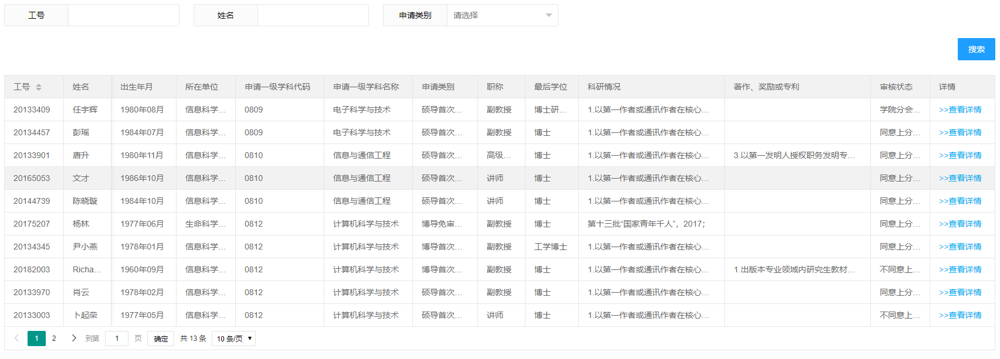 工号 姓名 申请类别 请选择
搜索
工号 姓名 出生年月 所在单位 申请一级学科代码 申请一级学科名称 申请类别 职称 最后学位 科研情况 著作、奖励或专利 审核状态 详情
20133409 任宇辉 1980年08月 信息科学... 0809 电子科学与技术 硕导首次... 副教授 博士研... 1.以第一作者或通讯作者在核心... 学院分会... >>查看详情
20134457 彭瑶 1984年07月 信息科学... 0809 电子科学与技术 硕导首次... 副教授 博士 1.以第一作者或通讯作者在核心... 同意上分... >>查看详情
20133901 唐升 1980年11月 信息科学... 0810 信息与通信工程 硕导首次... 高级... 博士 1.以第一作者或通讯作者在核心... 3.以第一发明人授权职务发明专... 同意上分... >>查看详情
20165053 文才 1986年10月 信息科学... 0810 信息与通信工程 硕导首次... 讲师 博士 1.以第一作者或通讯作者在核心... 同意上分... >>查看详情
20144739 陈晓璇 1984年10月 信息科学... 0810 信息与通信工程 硕导首次... 讲师 博士 1.以第一作者或通讯作者在核心... 同意上分... >>查看详情
20175207 杨林 1977年06月 生命科学... 0812 计算机科学与技术 博导免审... 副教授 博士 第十三批“国家青年千人”，2017； 同意上分... >>查看详情
20134345 尹小燕 1978年01月 信息科学... 0812 计算机科学与技术 博导首次... 副教授 工学博士 1.以第一作者或通讯作者在核心... 同意上分... >>查看详情
20182003 Richa... 1960年09月 信息科学... 0812 计算机科学与技术 博导首次... 副教授 博士 1.以第一作者或通讯作者在核心... 1.出版本专业领域内研究生教材... 不同意上... >>查看详情
20133970 肖云 1978年02月 信息科学... 0812 计算机科学与技术 硕导首次... 副教授 博士 1.以第一作者或通讯作者在核心... 同意上分... >>查看详情
20133003 卜起荣 1977年05月 信息科学... 0812 计算机科学与技术 硕导首次... 讲师 博士 1.以第一作者或通讯作者在核心... 不同意上... >>查看详情
1 2 到第 1 页 确定 共 13 条 10 条/页